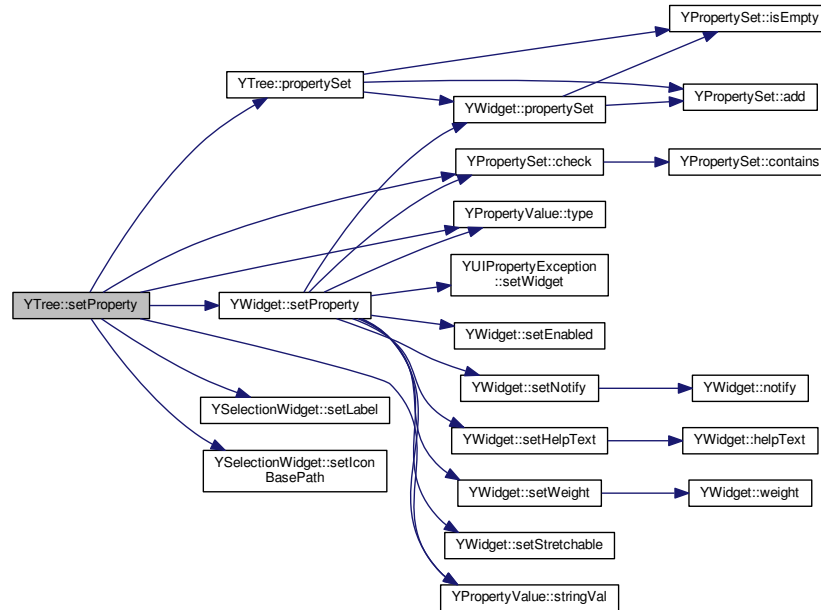 YPropertySet::isEmpty
YTree::propertySet
YPropertySet::add
YWidget::propertySet
YPropertySet::check
YPropertySet::contains
YPropertyValue::type
YUIPropertyException
::setWidget
YTree::setProperty
YWidget::setProperty
YWidget::setEnabled
YWidget::setNotify
YWidget::notify
YSelectionWidget::setLabel
YWidget::setHelpText
YWidget::helpText
YSelectionWidget::setIcon
BasePath
YWidget::setWeight
YWidget::weight
YWidget::setStretchable
YPropertyValue::stringVal